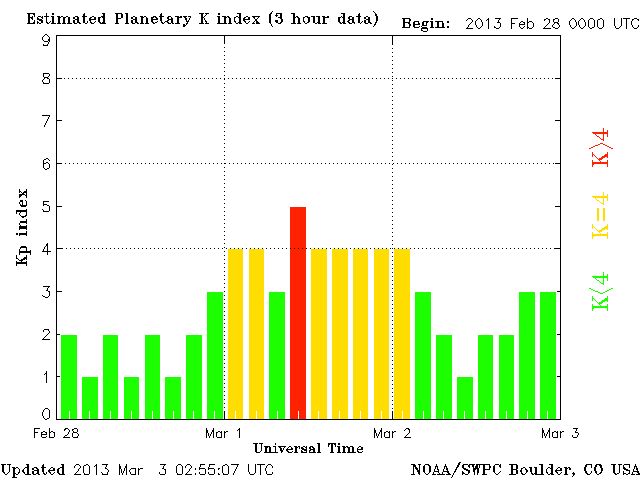 Estimated Planetary K index (3 hour data) Begin: 2013 Feb 28 0000 UTC
9
8
7
6
5
4
3
2
1
0
Kp index
K>4
K=4
K<4
Feb 28 Mar 1 Mar 2 Mar 3
Universal Time
Updated 2013 Mar 3 02:55:07 UTC NOAA/SWPC Boulder, CO USA